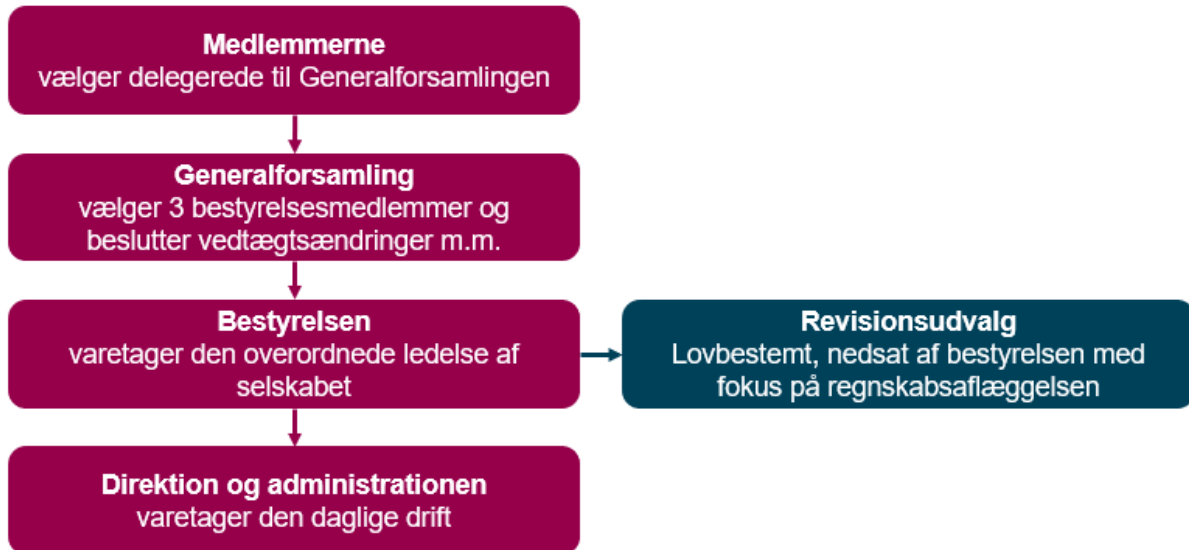 Medlemmerne
vælger delegerede til Generalforsamlingen
Generalforsamling
vælger 3 bestyrelsesmedlemmer og
beslutter vedtægtsændringer m.m.
Bestyrelsen
varetager den overordnede ledelse af
selskabet
Revisionsudvalg
Lovbestemt, nedsat af bestyrelsen med
fokus på regnskabsaflæggelsen
Direktion og administrationen
varetager den daglige drift